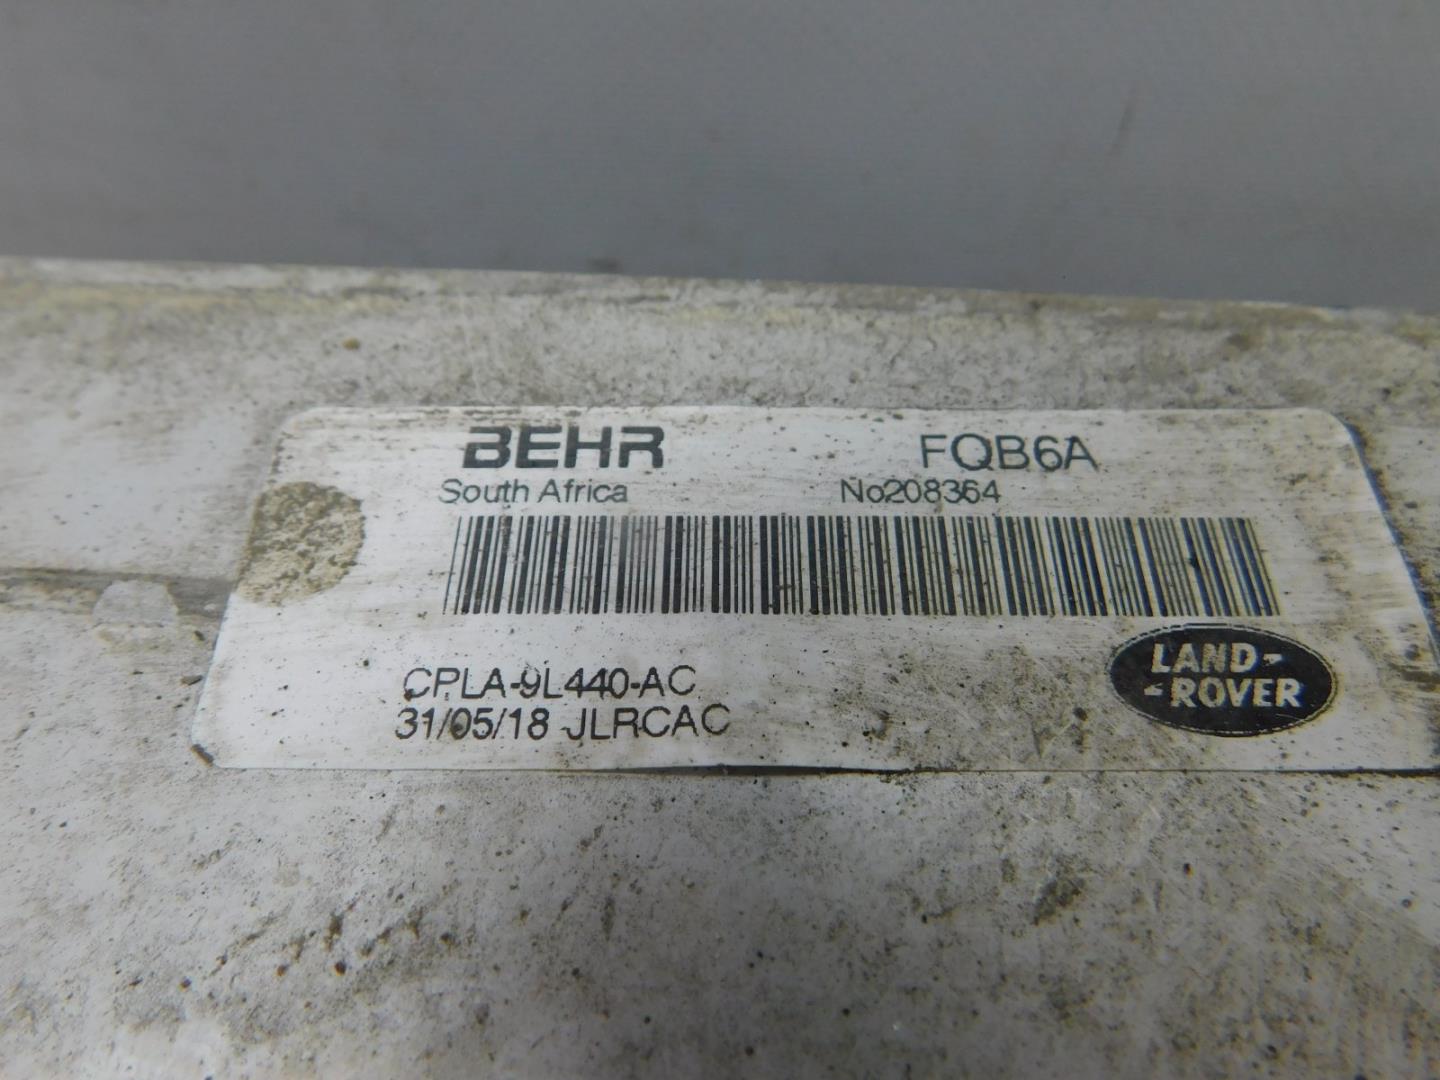 BEHR FQB6A
South Africa No208364
CPLA-9L440-AC
31/05/18 JLRCAC
LAND-
-ROVER